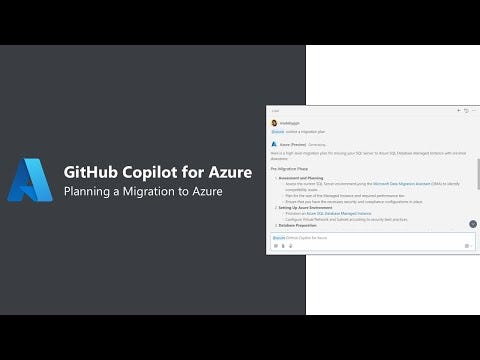 GitHub Copilot for Azure
Planning a Migration to Azure
outline a migration plan
Azure (Preview) Generating...
Here is a high-level migration plan for moving your SQL Server to Azure SQL Database Managed Instance with minimal
downtime:
Pre-Migration Phase
1. Assessment and Planning
Assess the current SQL Server environment using the Microsoft Data Migration Assistant (DMA) to identify
compatibility issues.
Plan for the size of the Managed Instance and required performance tier.
Ensure that you have the necessary security and compliance configurations in place.
2. Setting Up Azure Environment
Provision an Azure SQL Database Managed Instance.
Configure Virtual Network and Subnet according to security best practices.
3. Database Preparation
@azure GitHub Copilot for Azure